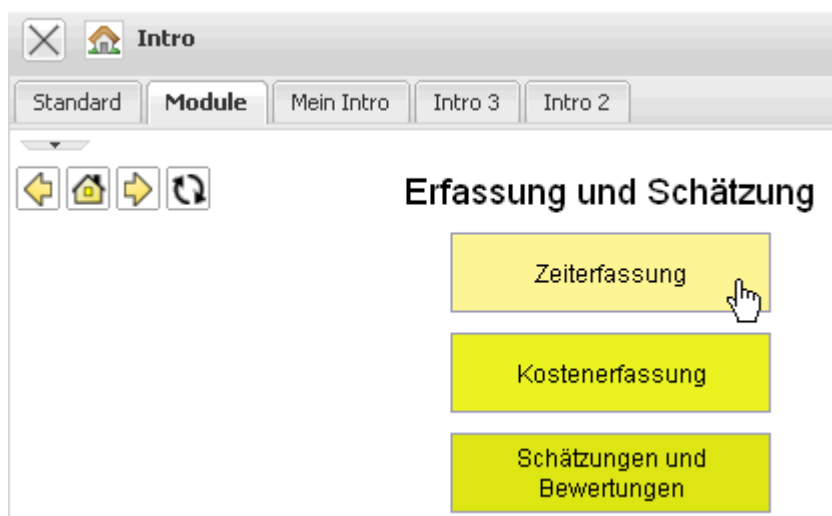 Intro
Standard Module Mein Intro Intro 3 Intro 2
Erfassung und Schätzung
Zeiterfassung
Kostenerfassung
Schätzungen und
Bewertungen